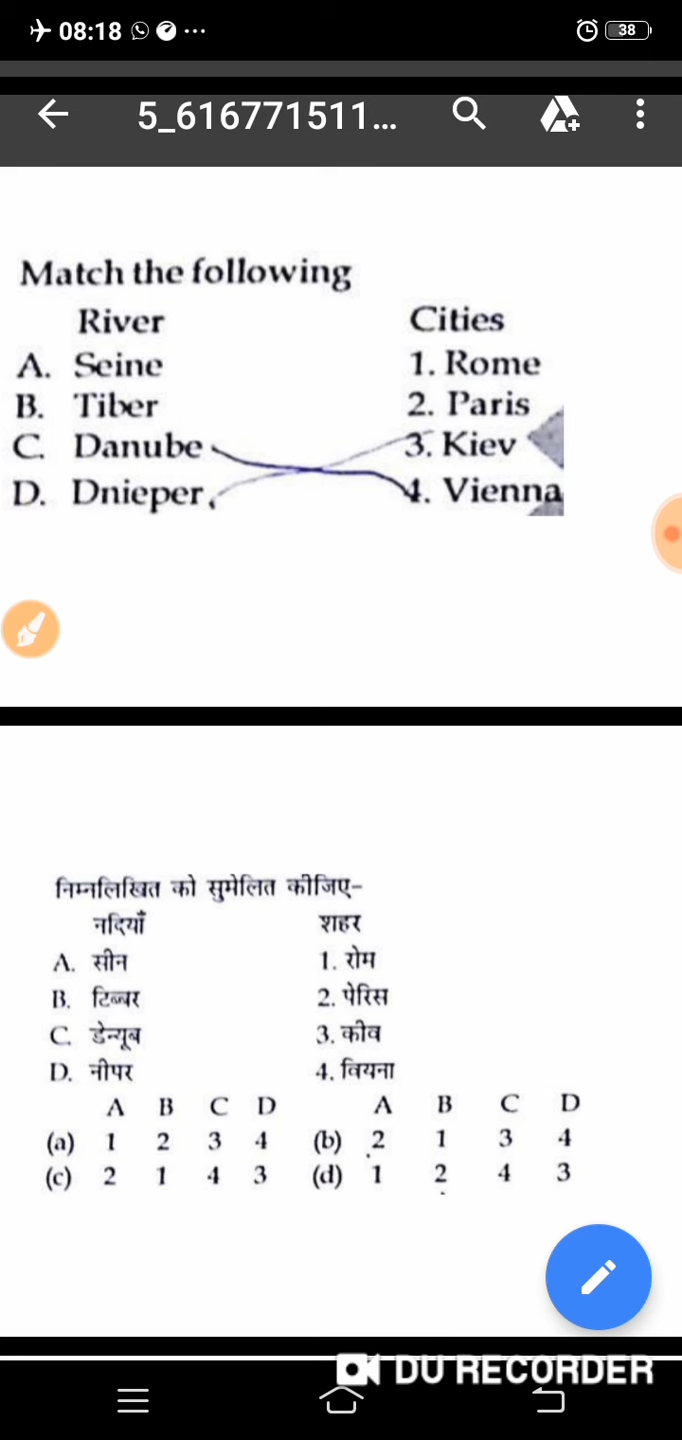 08:18
38
5_616771511...
Match the following
River Cities
A. Seine 1. Rome
B. Tiber 2. Paris
C. Danube 3. Kiev
D. Dnieper 4. Vienna
निम्नलिखित को सुमेलित कीजिए-
नदियाँ शहर
A. सीन 1. रोम
B. टिब्बर 2. पेरिस
C. डेन्यूब 3. कीव
D. नीपर 4. वियना
A B C D A B C D
(a) 1 2 3 4 (b) 2 1 3 4
(c) 2 1 4 3 (d) 1 2 4 3
DU RECORDER